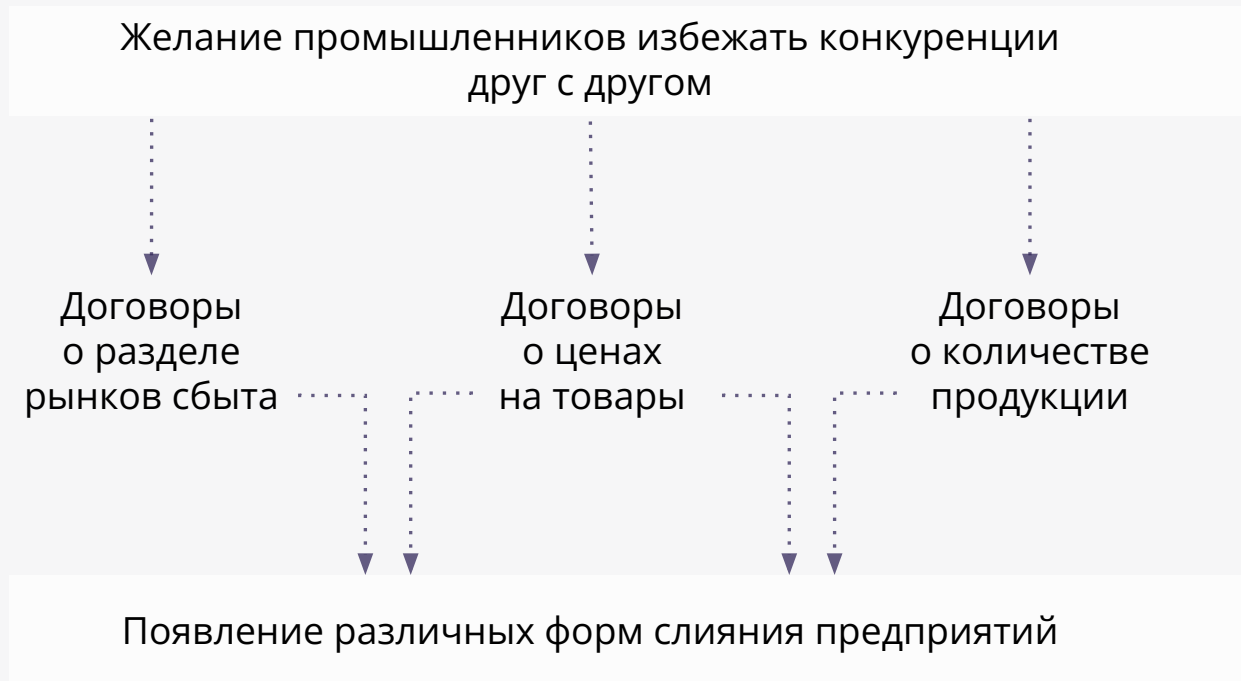 Желание промышленников избежать конкуренции
друг с другом
Договоры
о разделе
рынков сбыта
Договоры
о ценах
на товары
Договоры
о количестве
продукции
Появление различных форм слияния предприятий